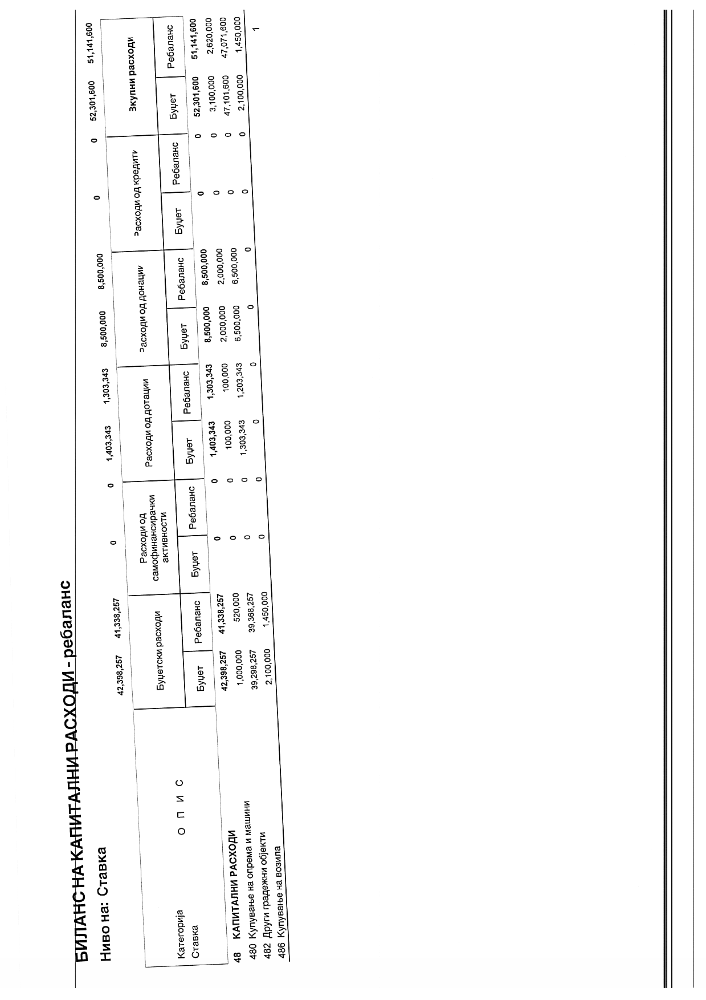 БИЛАНС НА КАПИТАЛНИ РАСХОДИ - ребаланс
Ниво на: Ставка
42,398,257 41,338,257 0 0 1,403,343 1,303,343 8,500,000 8,500,000 0 0 52,301,600 51,141,600
Категорија
Ставка
О П И С
Буџетски расходи
Расходи од
самофинансирачки
активности
Расходи од дотации
Расходи од донации
Расходи од кредити
Вкупни расходи
Буџет Ребаланс Буџет Ребаланс Буџет Ребаланс Буџет Ребаланс Буџет Ребаланс Буџет Ребаланс
48 КАПИТАЛНИ РАСХОДИ 42,398,257 41,338,257 0 0 1,403,343 1,303,343 8,500,000 8,500,000 0 0 52,301,600 51,141,600
480 Купување на опрема и машини 1,000,000 520,000 0 0 100,000 100,000 2,000,000 2,000,000 0 0 3,100,000 2,620,000
482 Други градежни објекти 39,298,257 39,368,257 0 0 1,303,343 1,203,343 6,500,000 6,500,000 0 0 47,101,600 47,071,600
486 Купување на возила 2,100,000 1,450,000 0 0 0 0 0 0 0 0 2,100,000 1,450,000
1